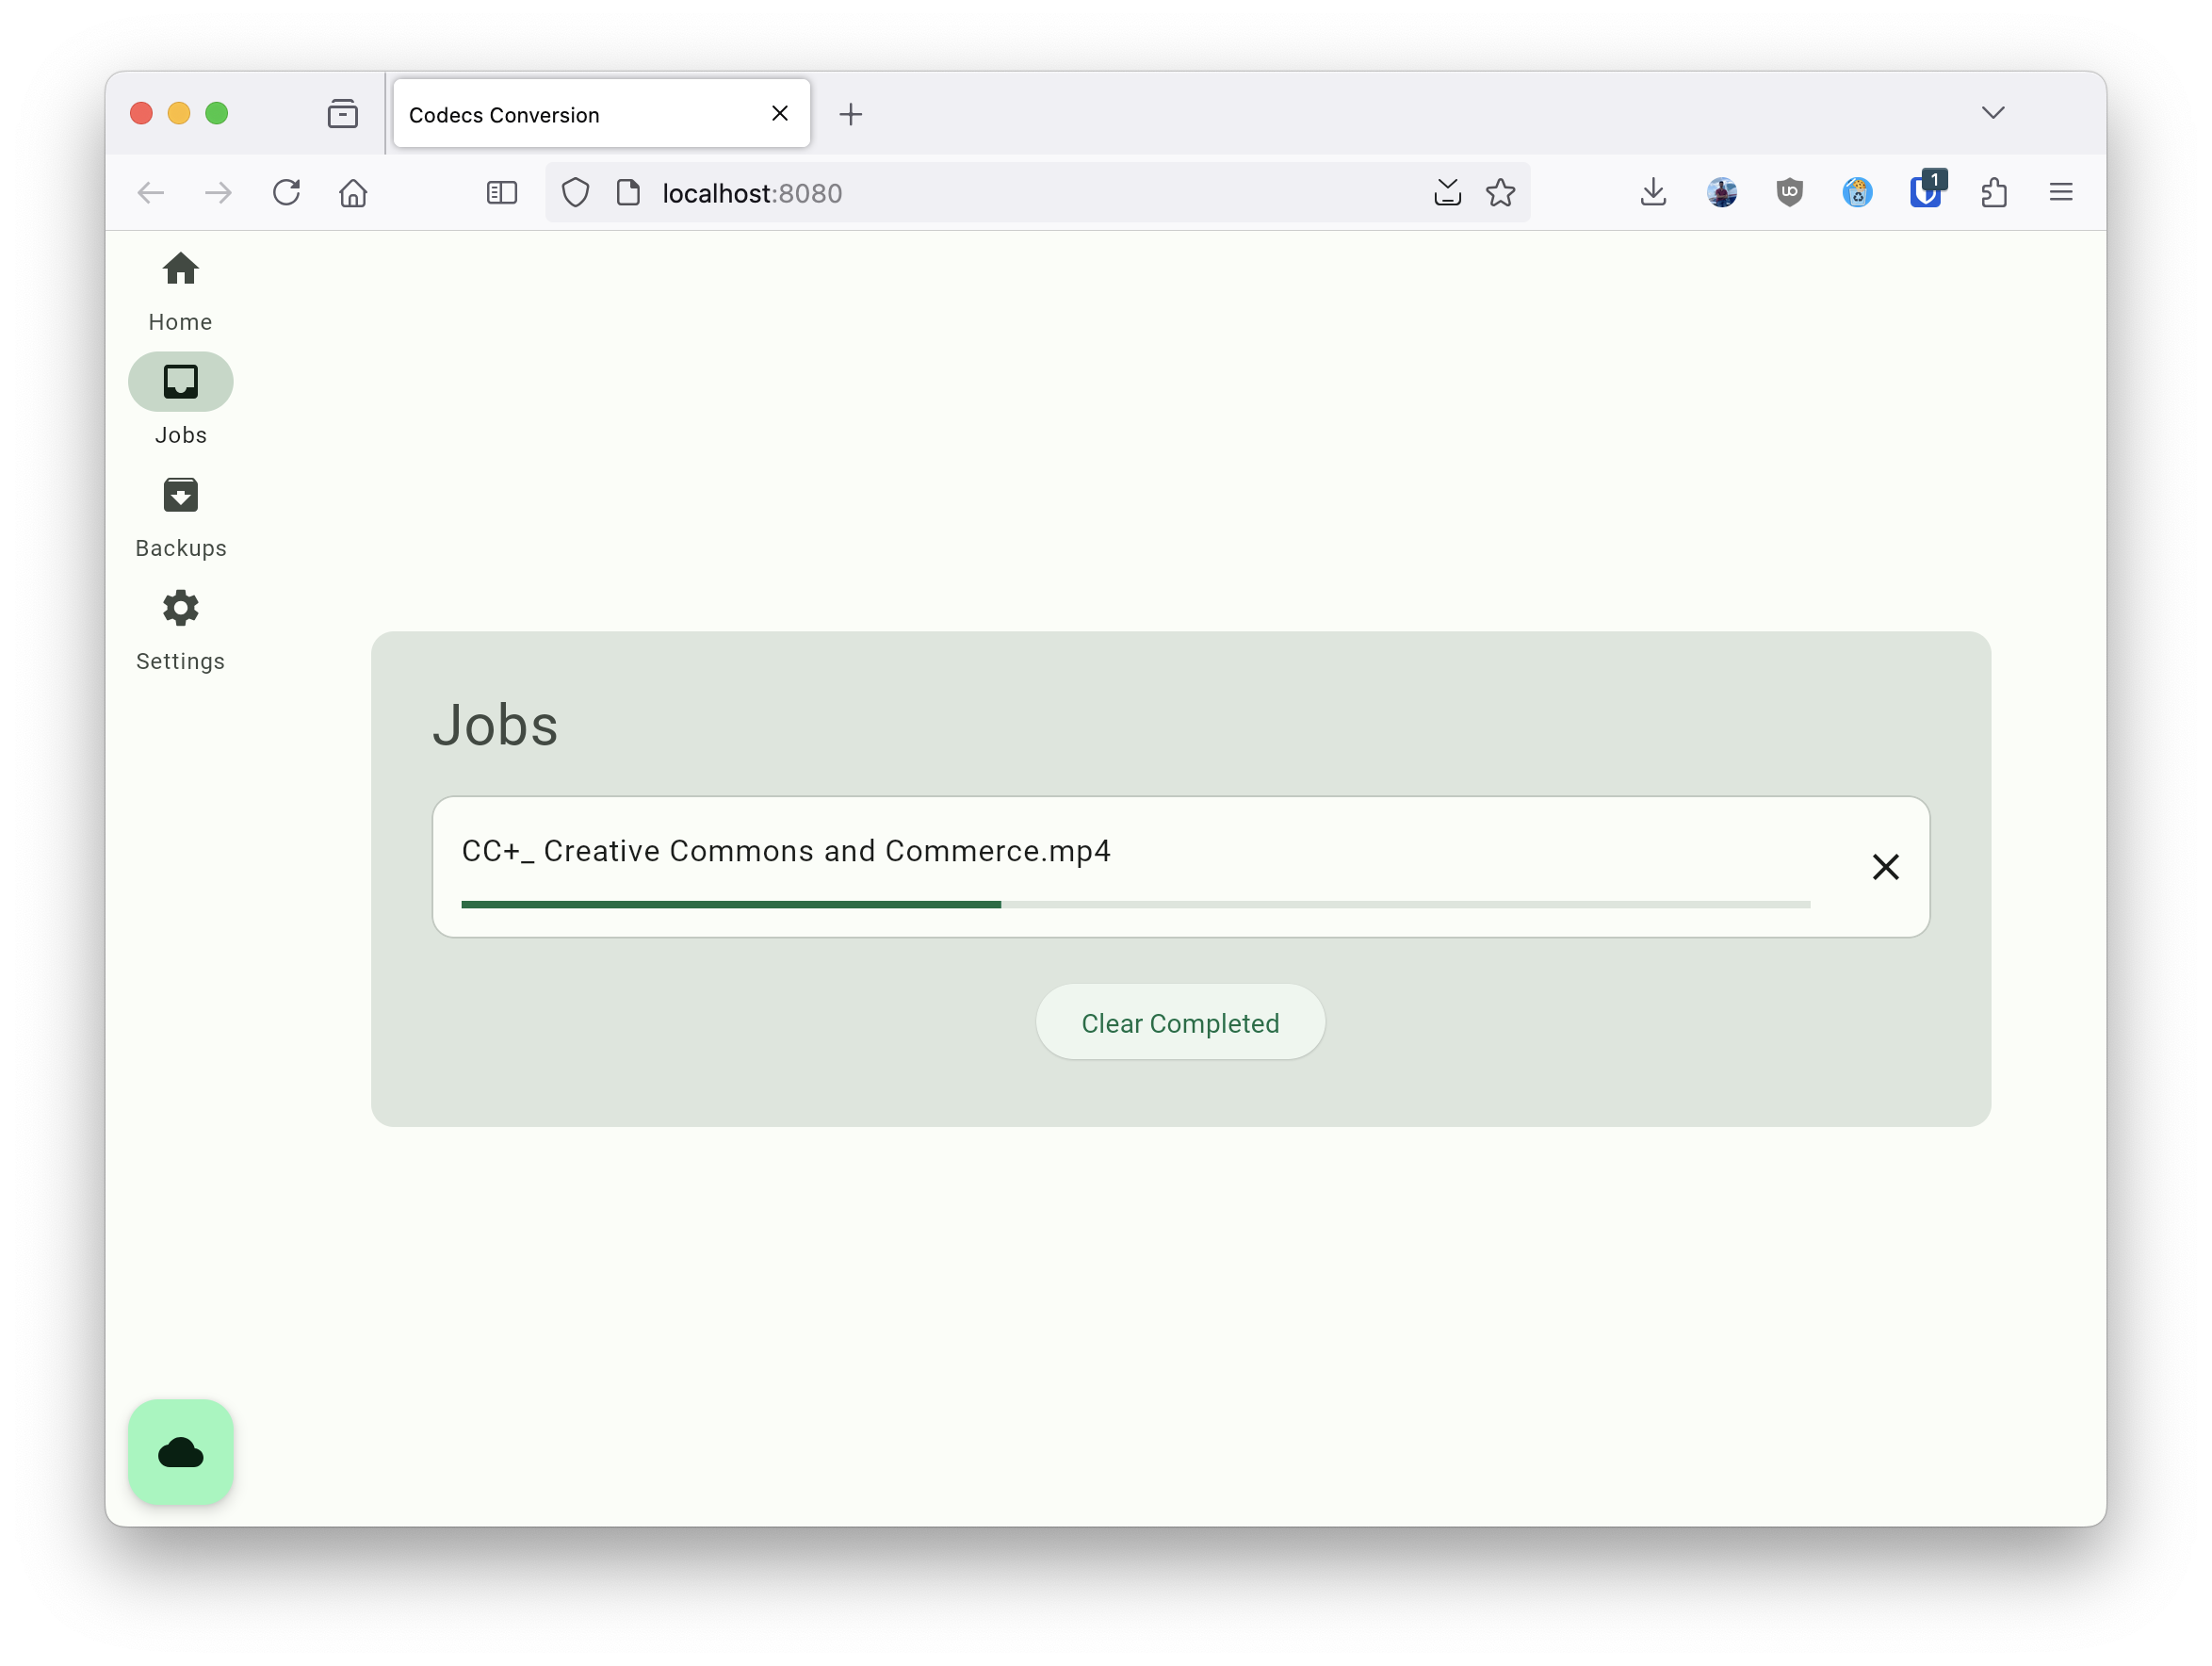 Codecs Conversion
localhost:8080
1
Home
Jobs
Backups
Settings
Jobs
CC+_ Creative Commons and Commerce.mp4
Clear Completed